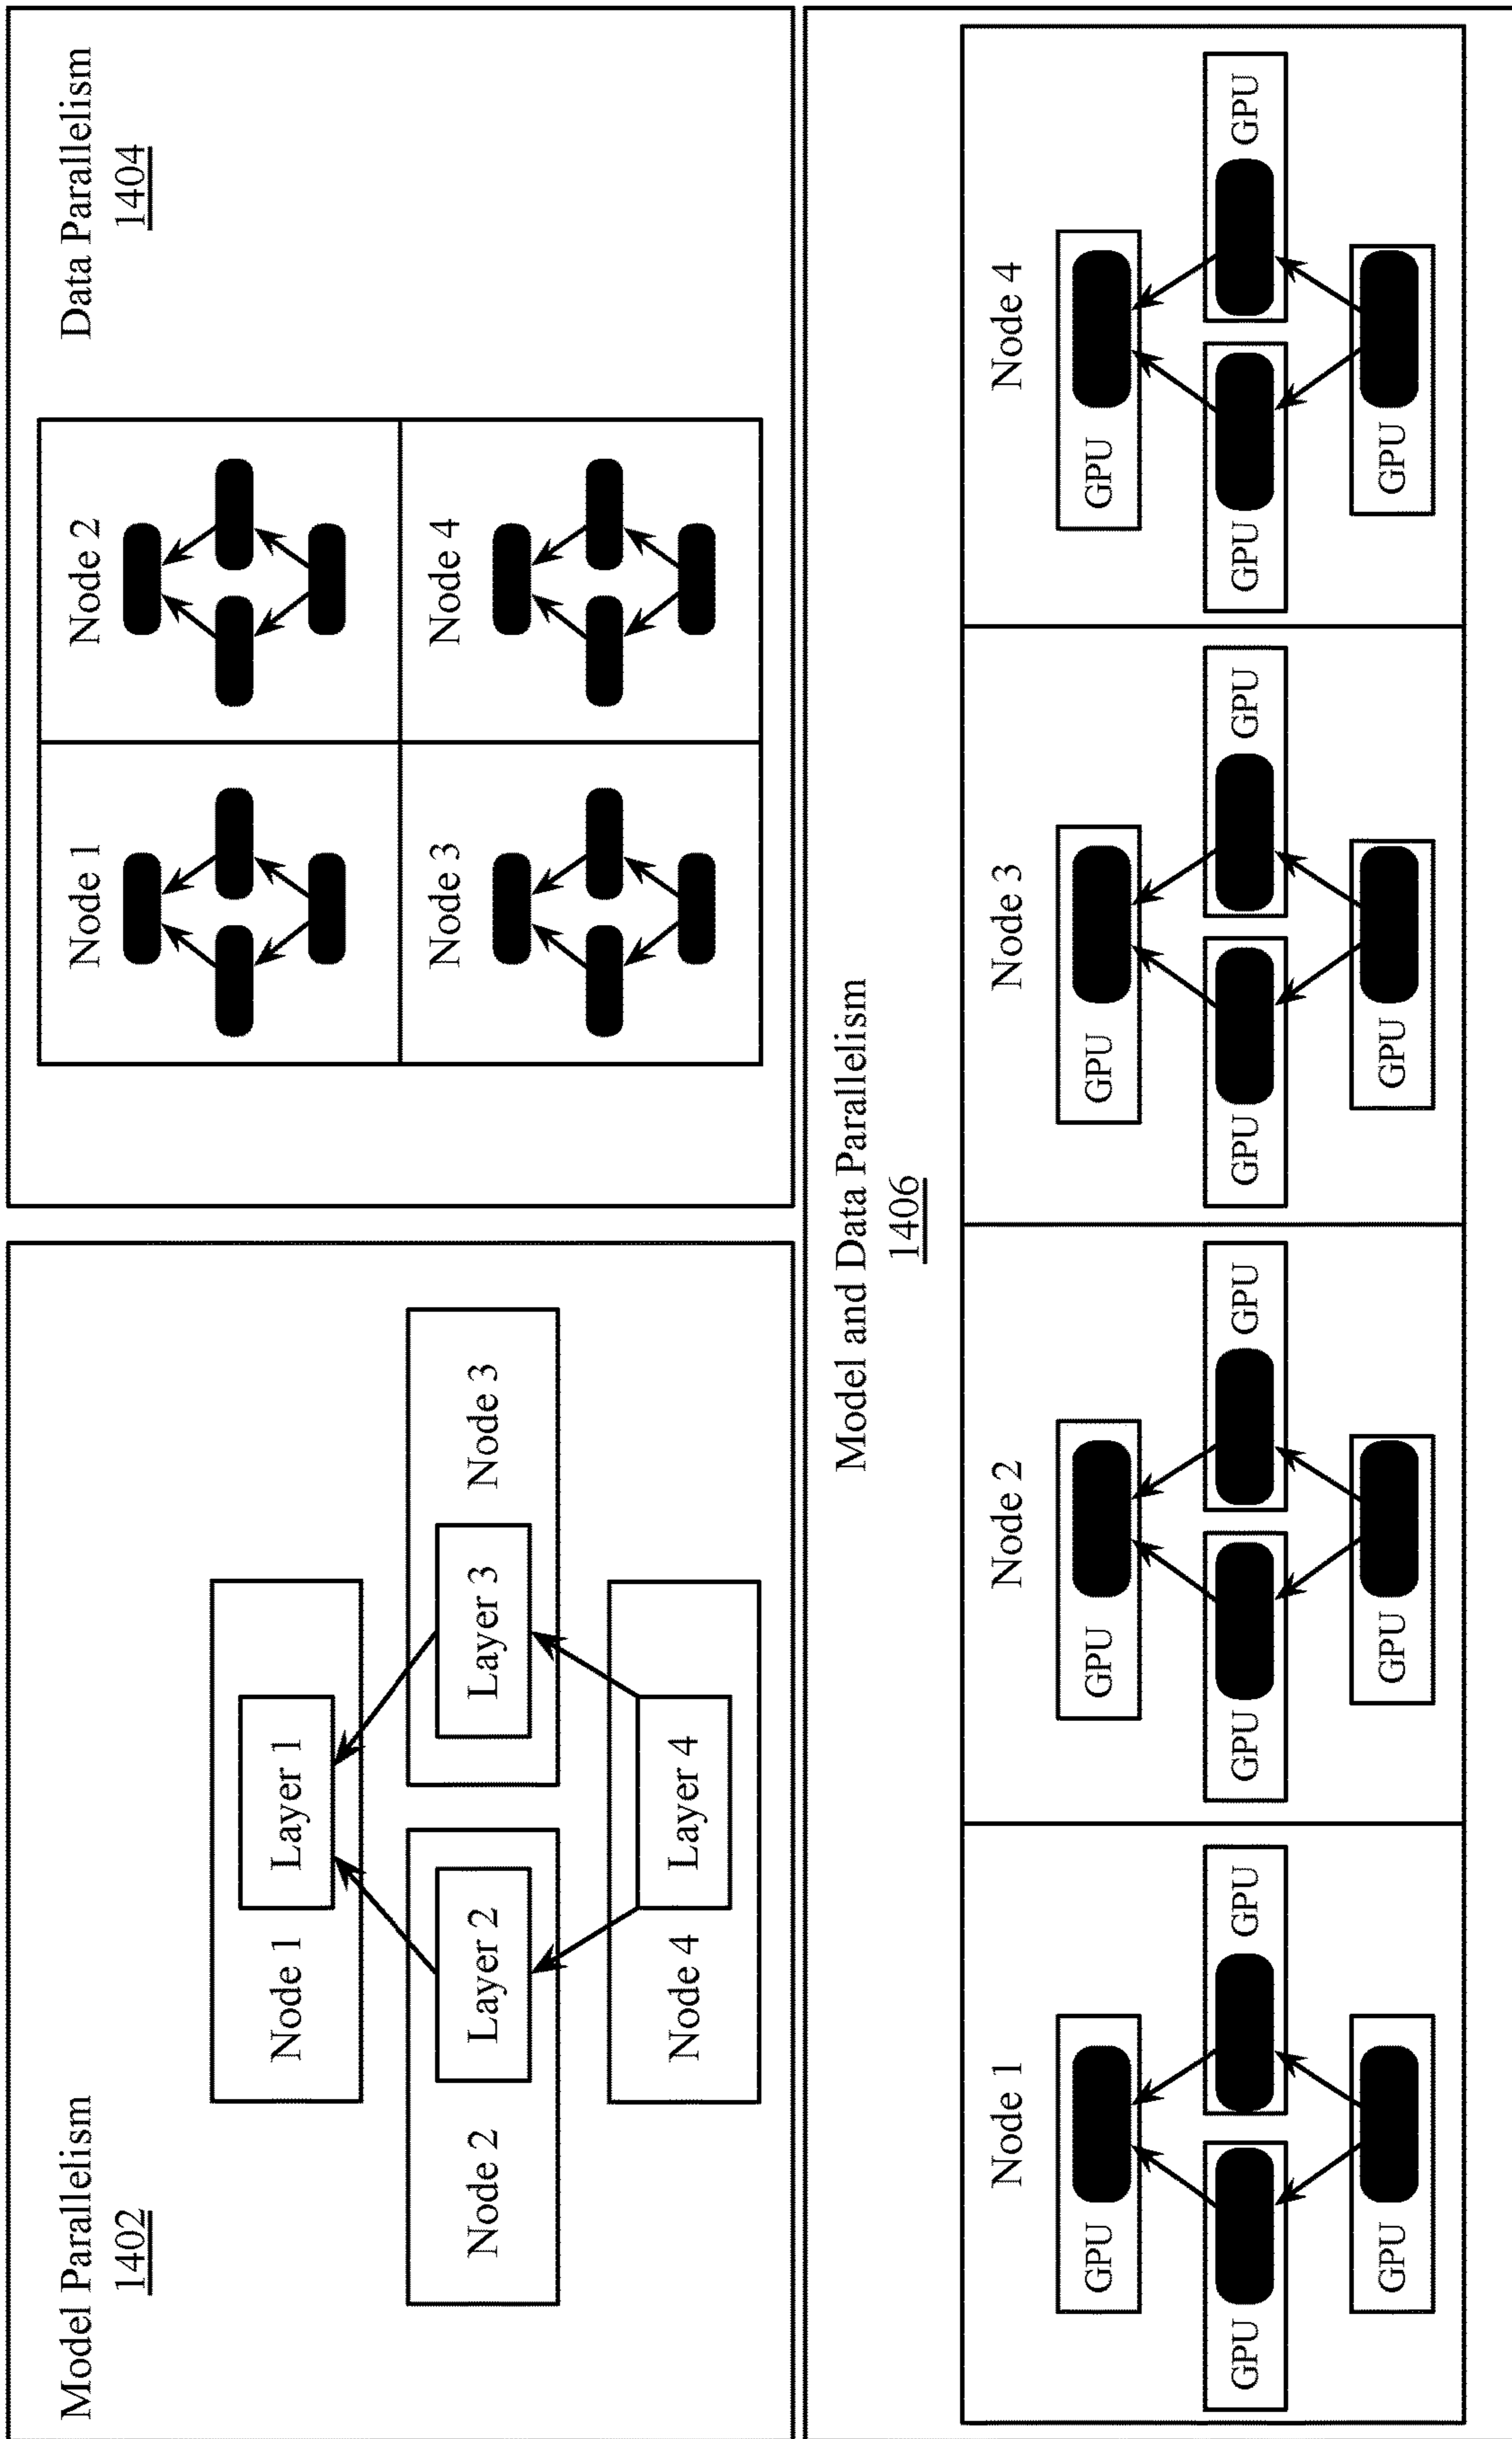 Model Parallelism
1402
Node 1
Layer 1
Node 2
Layer 2
Layer 3
Node 3
Node 4
Layer 4
Data Parallelism
1404
Node 1
Node 2
Node 3
Node 4
Model and Data Parallelism
1406
Node 1
GPU
GPU
GPU
GPU
Node 2
GPU
GPU
GPU
GPU
Node 3
GPU
GPU
GPU
GPU
Node 4
GPU
GPU
GPU
GPU